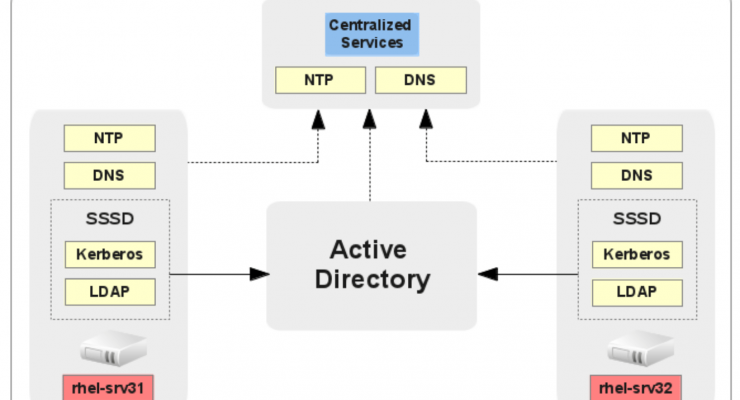 Centralized
Services
NTP
DNS
NTP
DNS
SSSD
Kerberos
LDAP
rhel-srv31
Active
Directory
NTP
DNS
SSSD
Kerberos
LDAP
rhel-srv32